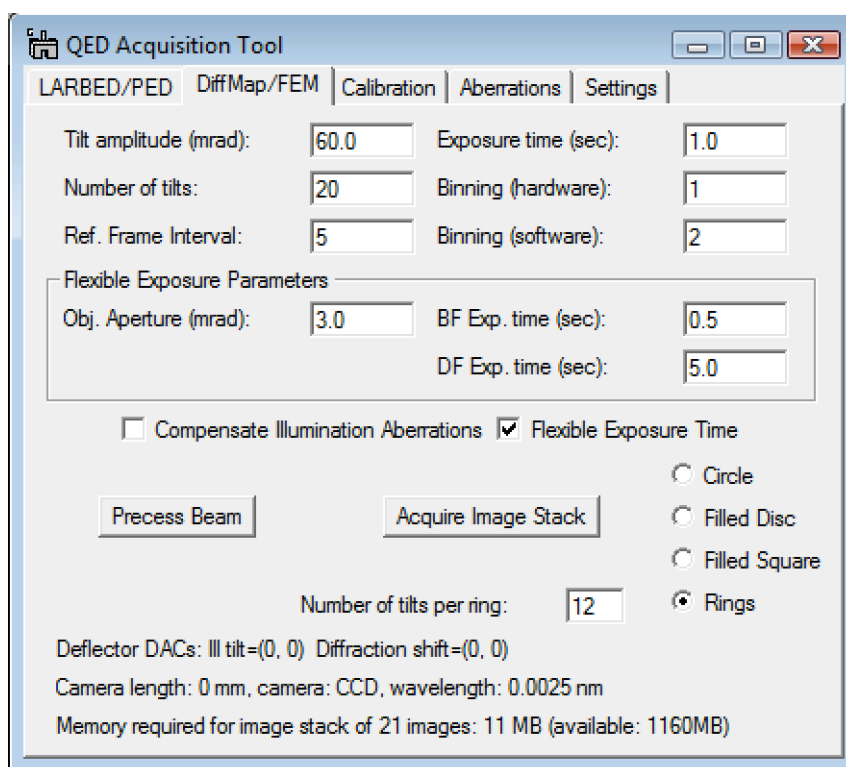 QED Acquisition Tool
LARBED/PED DiffMap/FEM Calibration Aberrations Settings
Tilt amplitude (mrad): 60.0 Exposure time (sec): 1.0
Number of tilts: 20 Binning (hardware): 1
Ref. Frame Interval: 5 Binning (software): 2
Flexible Exposure Parameters
Obj. Aperture (mrad): 3.0 BF Exp. time (sec): 0.5
DF Exp. time (sec): 5.0
Compensate Illumination Aberrations Flexible Exposure Time
Circle
Precess Beam Acquire Image Stack Filled Disc
Filled Square
Number of tilts per ring: 12 Rings
Deflector DACs: Ill tilt=(0, 0) Diffraction shift=(0, 0)
Camera length: 0 mm, camera: CCD, wavelength: 0.0025 nm
Memory required for image stack of 21 images: 11 MB (available: 1160MB)